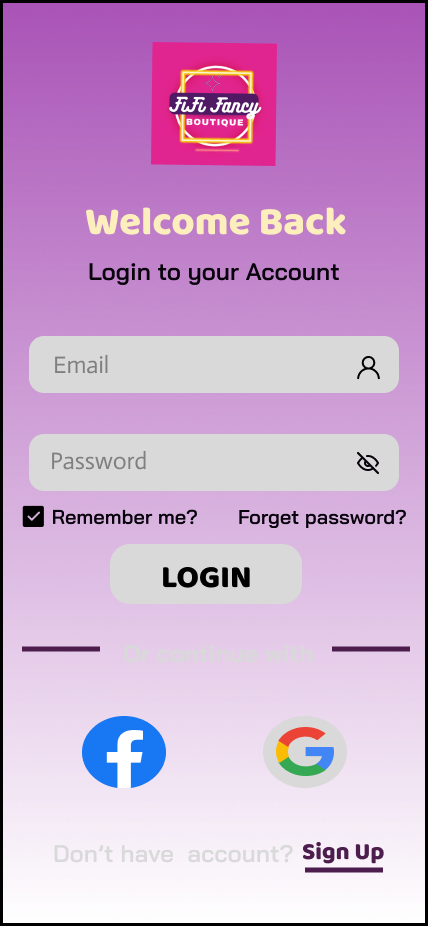 FiFi Fancy
BOUTIQUE
Welcome Back
Login to your Account
Email
Password
Remember me? Forget password?
LOGIN
Or continue with
Don't have account? Sign Up